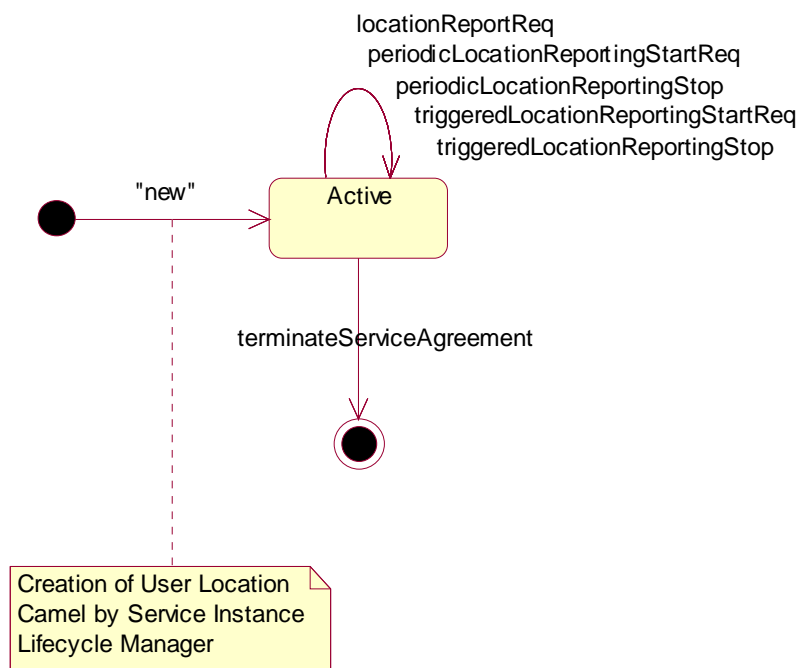 locationReportReq
periodicLocationReportingStartReq
periodicLocationReportingStop
triggeredLocationReportingStartReq
triggeredLocationReportingStop
"new"
Active
terminateServiceAgreement
Creation of User Location
Camel by Service Instance
Lifecycle Manager